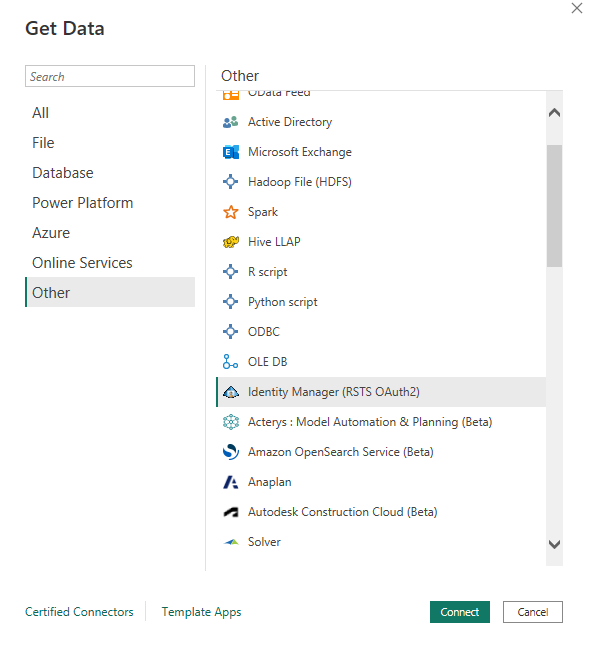 Get Data
Search
All
File
Database
Power Platform
Azure
Online Services
Other
Other
OData Feed
Active Directory
Microsoft Exchange
Hadoop File (HDFS)
Spark
Hive LLAP
R script
Python script
ODBC
OLE DB
Identity Manager (RSTS OAuth2)
Acterys : Model Automation & Planning (Beta)
Amazon OpenSearch Service (Beta)
Anaplan
Autodesk Construction Cloud (Beta)
Solver
Certified Connectors
Template Apps
Connect
Cancel